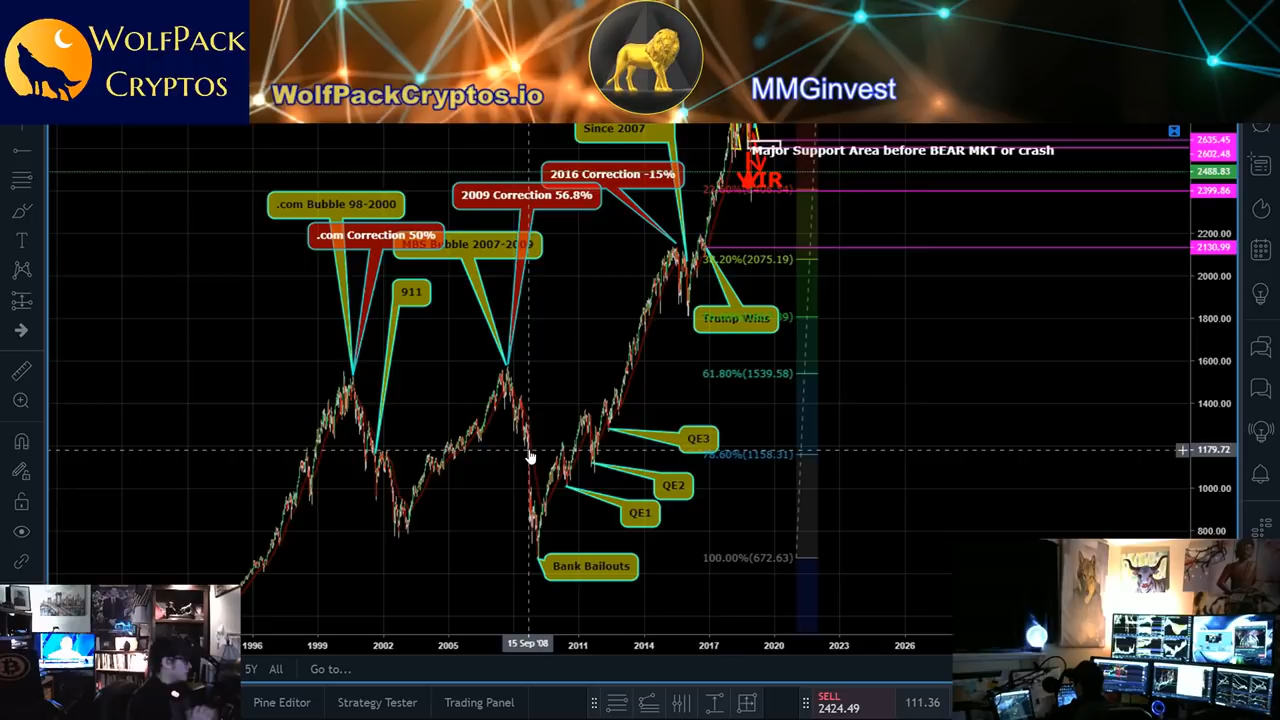 WolfPack
Cryptos
WolfPackCryptos.io
MMGinvest
Since 2007
Major Support Area before BEAR MKT or crash
2016 Correction -15%
2009 Correction 56.8%
.com Bubble 98-2000
.com Correction 50%
MBS Bubble 2007-2009
911
Trump Wins
38.20%(2075.19)
61.80%(1539.58)
QE3
78.60%(1158.31)
QE2
QE1
100.00%(672.63)
Bank Bailouts
2635.45
2602.48
2488.83
2399.86
2200.00
2130.99
2000.00
1800.00
1600.00
1400.00
1179.72
1000.00
800.00
1996 1999 2002 2005 15 Sep '08 2011 2014 2017 2020 2023 2026
5Y All Go to...
Pine Editor Strategy Tester Trading Panel
SELL
2424.49
111.36